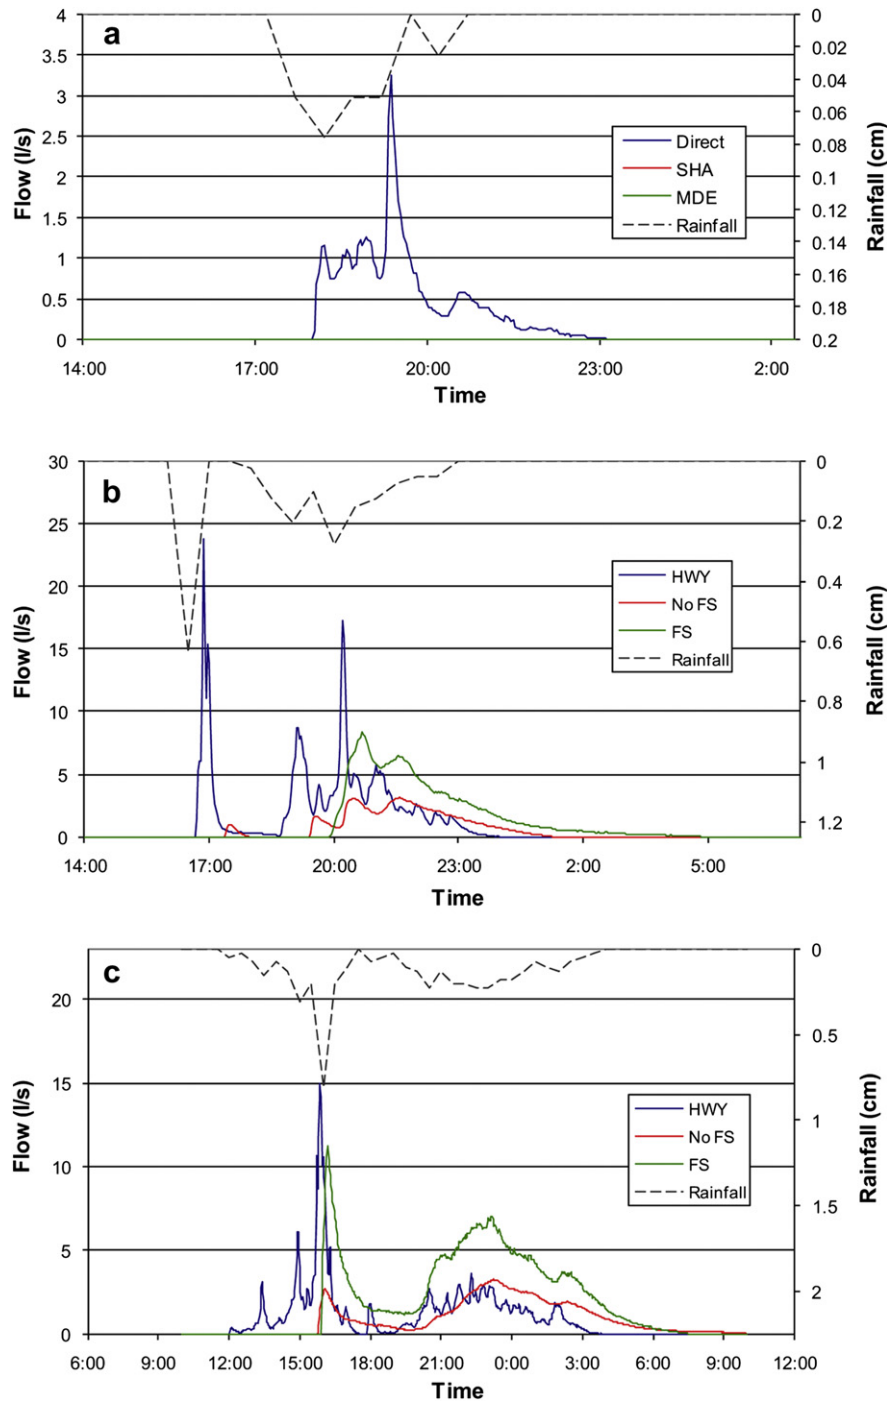 a
4
3.5
3
2.5
2
1.5
1
0.5
0
Flow (l/s)
0
0.02
0.04
0.06
0.08
0.1
0.12
0.14
0.16
0.18
0.2
Rainfall (cm)
Direct
SHA
MDE
Rainfall
14:00 17:00 20:00 23:00 2:00
Time
b
30
25
20
15
10
5
0
Flow (l/s)
0
0.2
0.4
0.6
0.8
1
1.2
Rainfall (cm)
HWY
No FS
FS
Rainfall
14:00 17:00 20:00 23:00 2:00 5:00
Time
c
20
15
10
5
0
Flow (l/s)
0
0.5
1
1.5
2
Rainfall (cm)
HWY
No FS
FS
Rainfall
6:00 9:00 12:00 15:00 18:00 21:00 0:00 3:00 6:00 9:00 12:00
Time